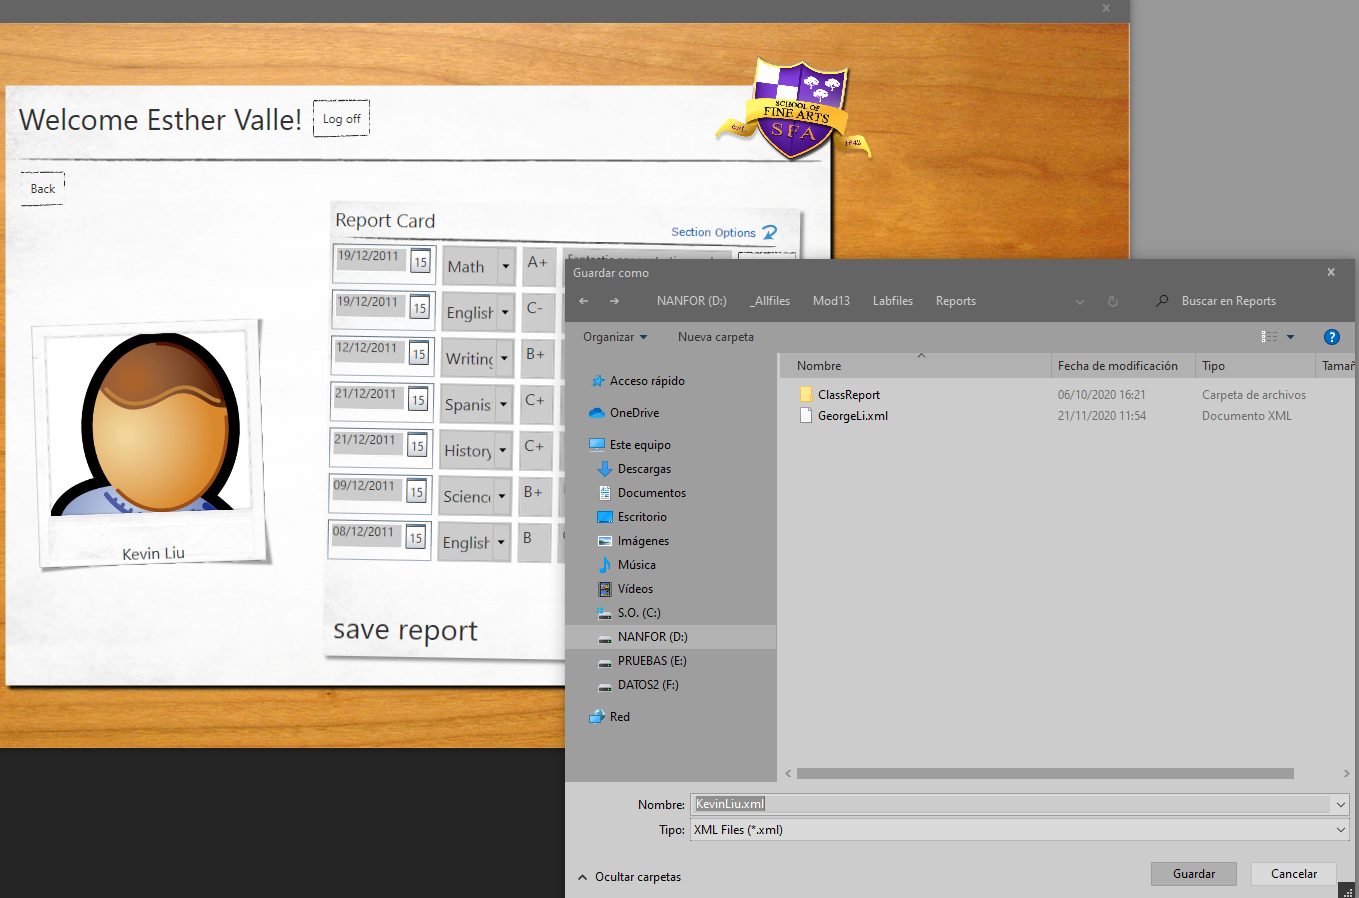 x
SCHOOL OF
FINE ARTS
SFA
Est.
1842
Welcome Esther Valle!
Log off
Back
Report Card
Section Options
19/12/2011 15 Math A+
19/12/2011 15 English C-
12/12/2011 15 Writing B+
21/12/2011 15 Spanis C+
21/12/2011 15 History C+
09/12/2011 15 Science B+
08/12/2011 15 English B
Kevin Liu
save report
Guardar como x
NANFOR (D:) _Allfiles Mod13 Labfiles Reports Buscar en Reports
Organizar Nueva carpeta ?
Nombre Fecha de modificación Tipo Tamañ
Acceso rápido
OneDrive
Este equipo
Descargas
Documentos
Escritorio
Imágenes
Música
Vídeos
S.O. (C:)
NANFOR (D:)
PRUEBAS (E:)
DATOS2 (F:)
Red
ClassReport 06/10/2020 16:21 Carpeta de archivos
GeorgeLi.xml 21/11/2020 11:54 Documento XML
Nombre: KevinLiu.xml
Tipo: XML Files (*.xml)
Ocultar carpetas
Guardar Cancelar